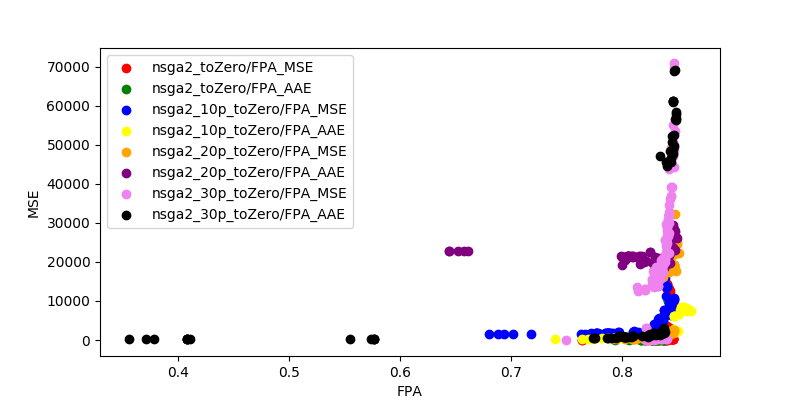 70000
60000
50000
40000
30000
20000
10000
0
MSE
nsga2_toZero/FPA_MSE
nsga2_toZero/FPA_AAE
nsga2_10p_toZero/FPA_MSE
nsga2_10p_toZero/FPA_AAE
nsga2_20p_toZero/FPA_MSE
nsga2_20p_toZero/FPA_AAE
nsga2_30p_toZero/FPA_MSE
nsga2_30p_toZero/FPA_AAE
0.4 0.5 0.6 0.7 0.8
FPA